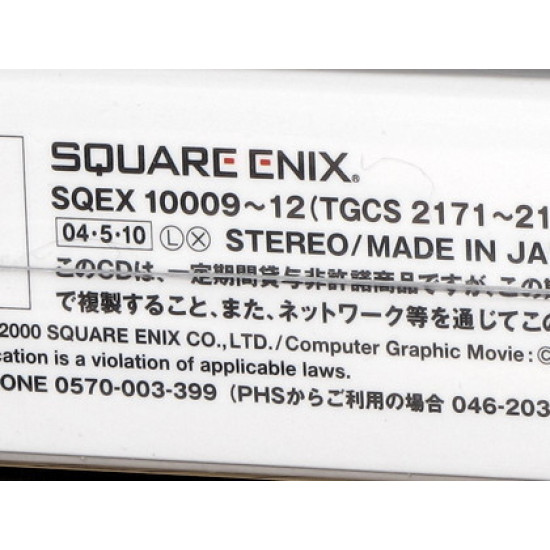 SQUARE ENIX®
SQEX 10009～12(TGCS 2171～21
04・5・10 Ⓛ Ⓧ STEREO/MADE IN JA
このCDは、一定期間貸与非許諾商品ですが、この
で複製すること、また、ネットワーク等を通じてこの
2000 SQUARE ENIX CO.,LTD./Computer Graphic Movie:©
cation is a violation of applicable laws.
ONE 0570-003-399 (PHSからご利用の場合 046-203